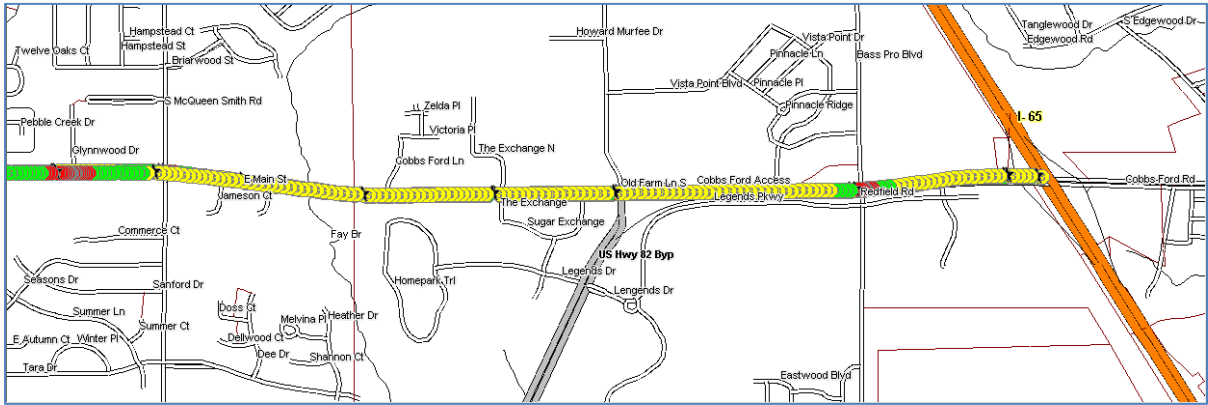 Hampstead Ct
Hampstead St
Twelve Oaks Ct
Briarwood St
S McQueen Smith Rd
Pebble Creek Dr
Glynnwood Dr
Howard Murfee Dr
Vista Point Dr
Pinnacle Ln
Bass Pro Blvd
Tanglewood Dr
S Edgewood Dr
Edgewood Rd
Vista Point Blvd
Pinnacle Pl
Pinnacle Ridge
Zelda Pl
Victoria Pl
The Exchange N
Cobbs Ford Ln
I- 65
E Main St
Jameson Ct
Old Farm Ln S
Cobbs Ford Access
Cobbs Ford Rd
Redfield Rd
Legends Pkwy
The Exchange
Sugar Exchange
Commerce Ct
Fay Br
US Hwy 82 Byp
Seasons Dr
Sanford Dr
Homepark Trl
Legends Dr
Lengends Dr
Summer Ln
Summer Ct
Doss Ct
Melvina Pl
Heather Dr
E Autumn Ct
Winter Pl
Dellwood Ct
Dee Dr
Shannon Ct
Tara Dr
Eastwood Blvd